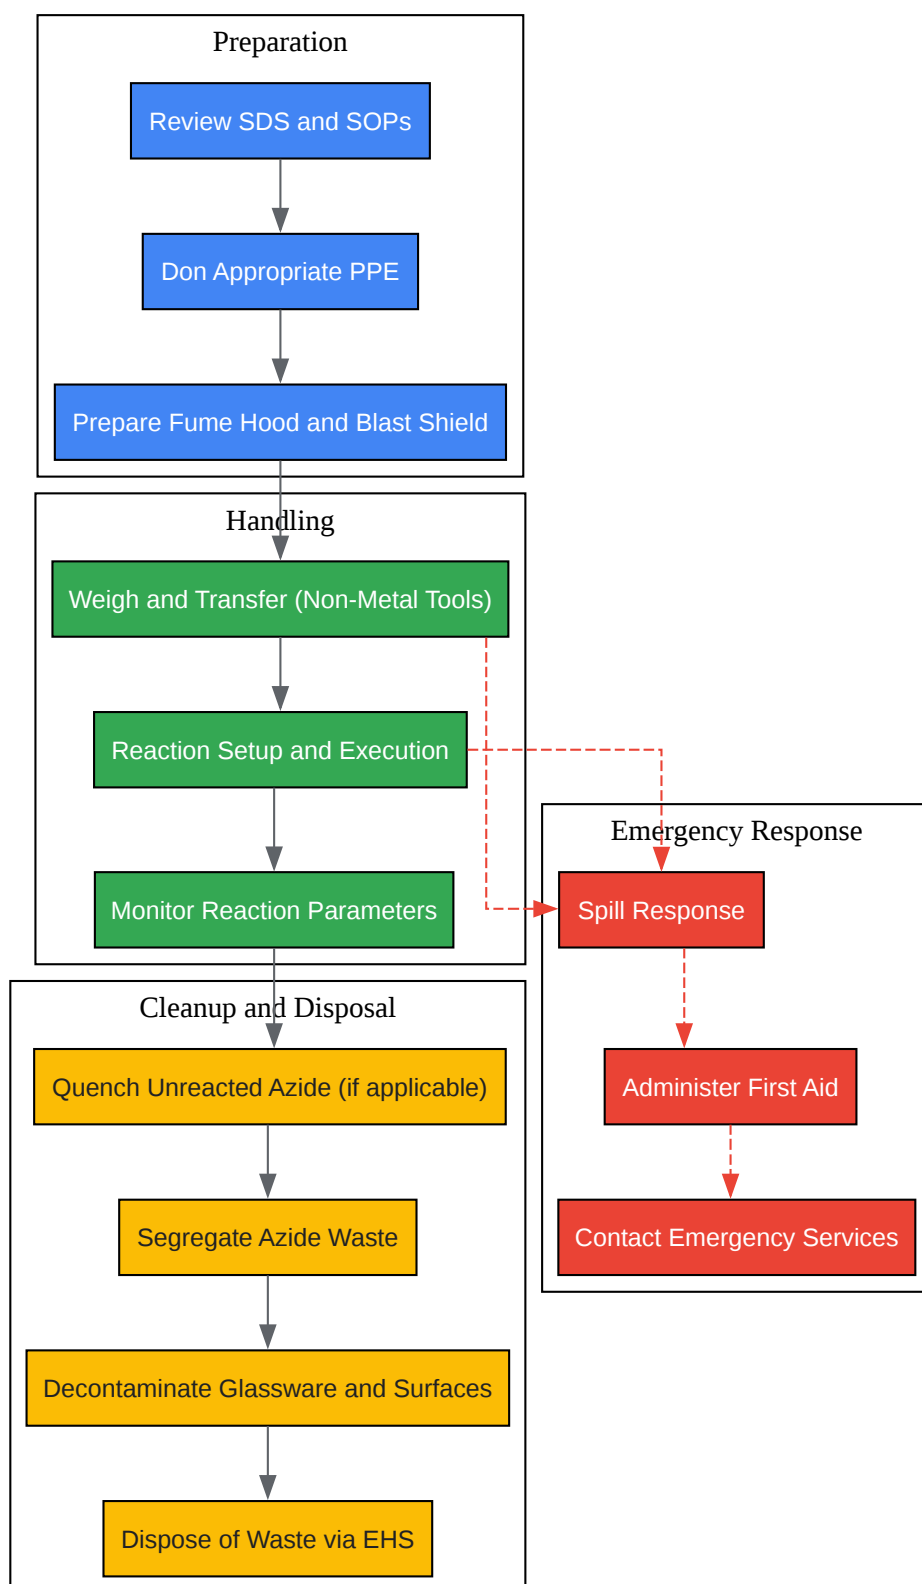 Preparation
Review SDS and SOPs
Don Appropriate PPE
Prepare Fume Hood and Blast Shield
Handling
Weigh and Transfer (Non-Metal Tools)
Reaction Setup and Execution
Monitor Reaction Parameters
Emergency Response
Spill Response
Administer First Aid
Contact Emergency Services
Cleanup and Disposal
Quench Unreacted Azide (if applicable)
Segregate Azide Waste
Decontaminate Glassware and Surfaces
Dispose of Waste via EHS